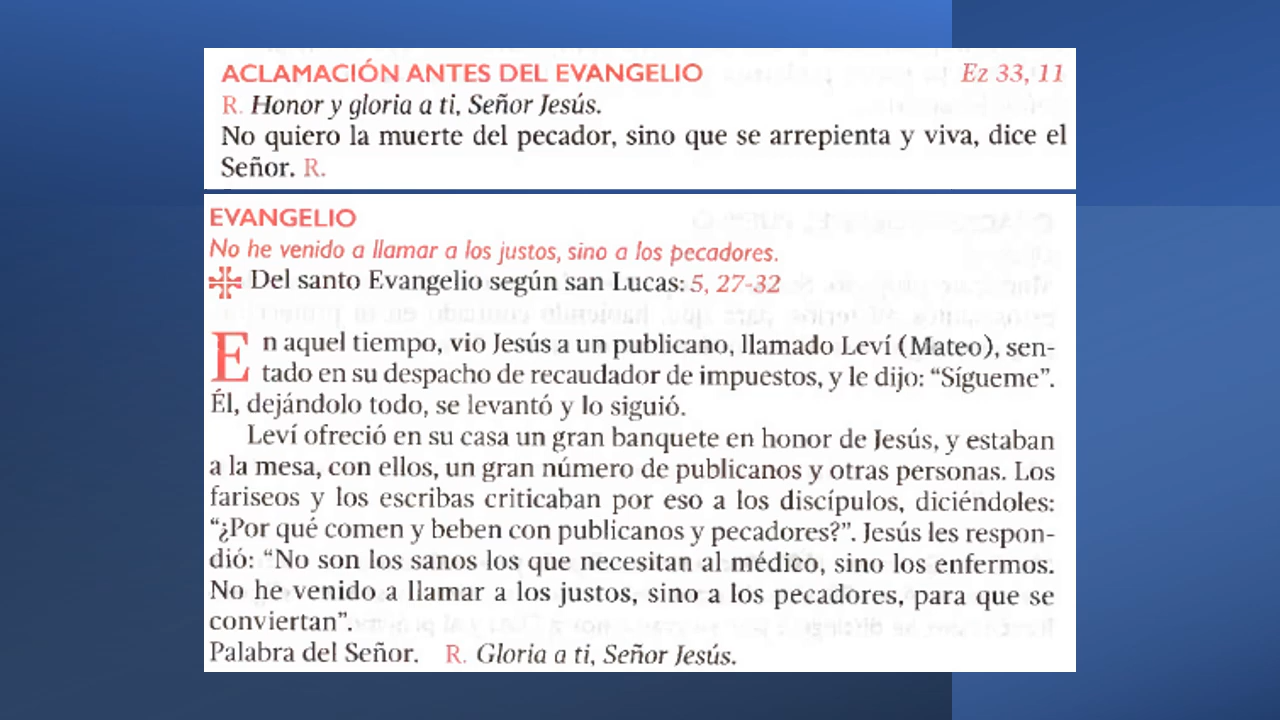 ACLAMACIÓN ANTES DEL EVANGELIO Ez 33, 11
R. Honor y gloria a ti, Señor Jesús.
No quiero la muerte del pecador, sino que se arrepienta y viva, dice el
Señor. R.
EVANGELIO
No he venido a llamar a los justos, sino a los pecadores.
Del santo Evangelio según san Lucas: 5, 27-32
En aquel tiempo, vio Jesús a un publicano, llamado Leví (Mateo), sen-
tado en su despacho de recaudador de impuestos, y le dijo: “Sígueme”.
Él, dejándolo todo, se levantó y lo siguió.
Leví ofreció en su casa un gran banquete en honor de Jesús, y estaban
a la mesa, con ellos, un gran número de publicanos y otras personas. Los
fariseos y los escribas criticaban por eso a los discípulos, diciéndoles:
“¿Por qué comen y beben con publicanos y pecadores?”. Jesús les respon-
dió: “No son los sanos los que necesitan al médico, sino los enfermos.
No he venido a llamar a los justos, sino a los pecadores, para que se
conviertan”.
Palabra del Señor. R. Gloria a ti, Señor Jesús.